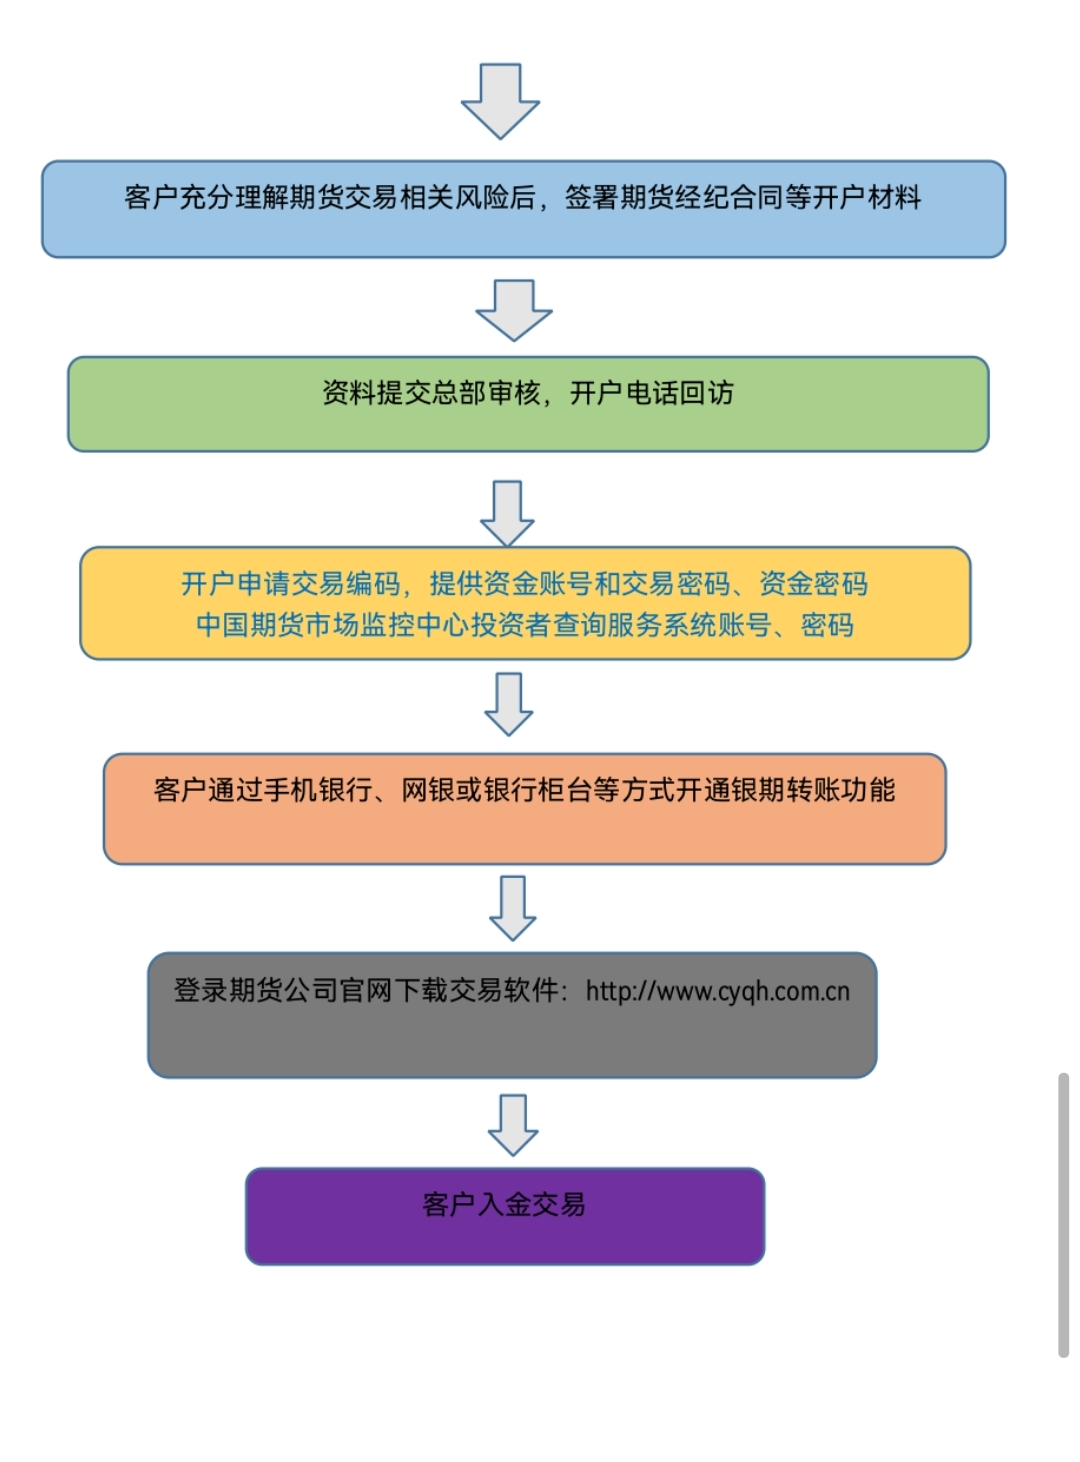 客户充分理解期货交易相关风险后，签署期货经纪合同等开户材料
资料提交总部审核，开户电话回访
开户申请交易编码，提供资金账号和交易密码、资金密码
中国期货市场监控中心投资者查询服务系统账号、密码
客户通过手机银行、网银或银行柜台等方式开通银期转账功能
登录期货公司官网下载交易软件：http://www.cyqh.com.cn
客户入金交易